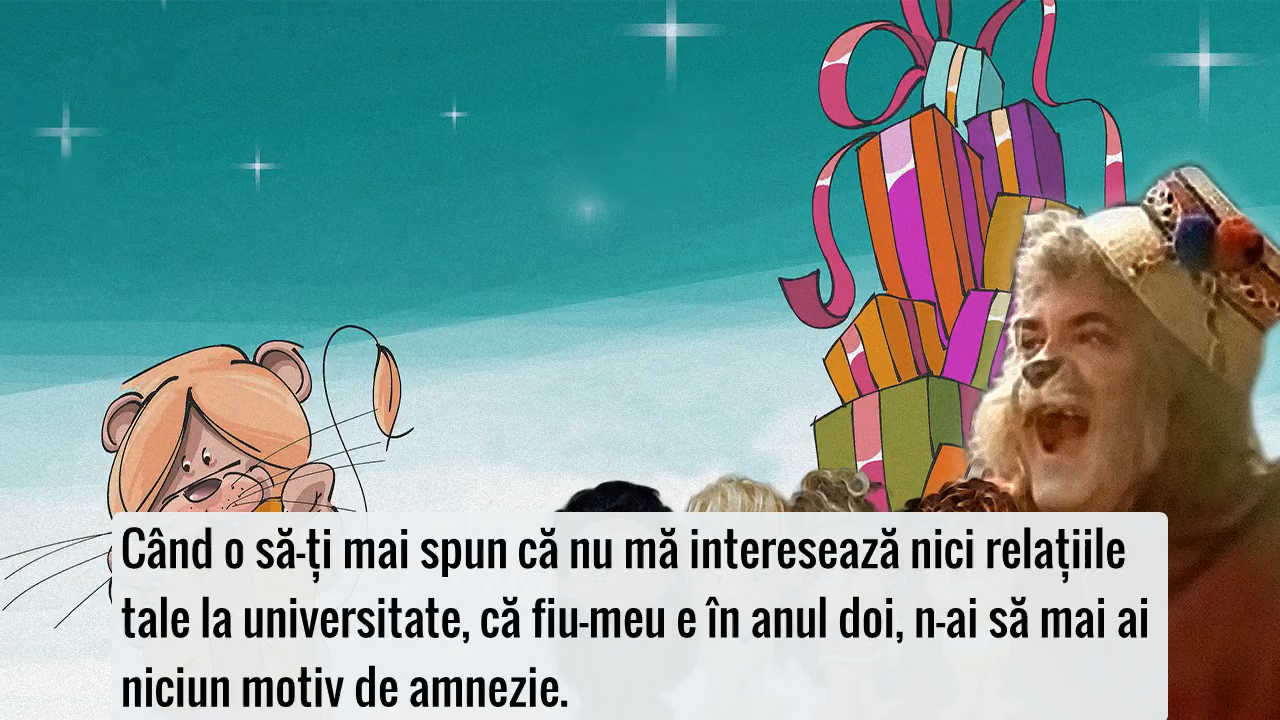 Când o să-ți mai spun că nu mă interesează nici relațiile
tale la universitate, că fiu-meu e în anul doi, n-ai să mai ai
niciun motiv de amnezie.